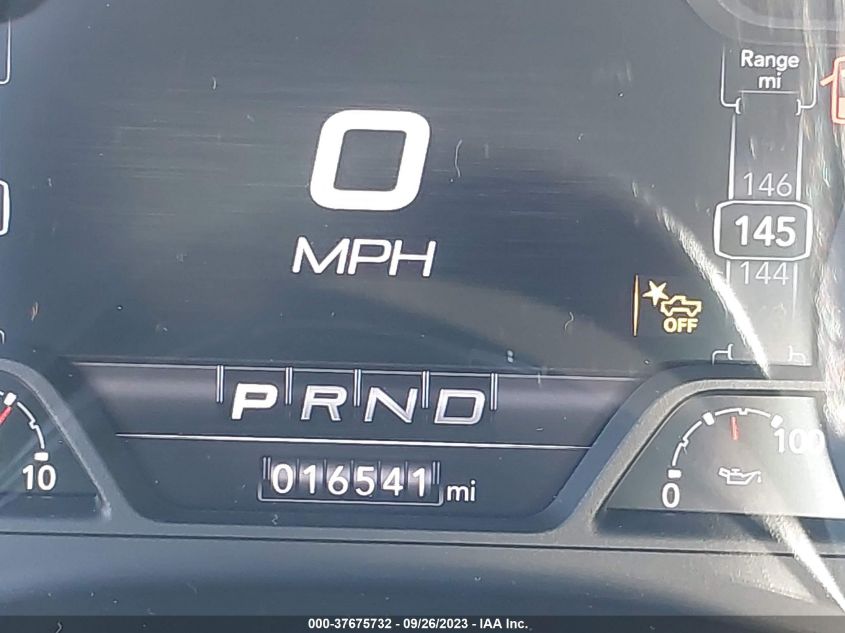 Range
mi
0
MPH
146
145
144
OFF
P R N D
10
016541 mi
0
100
000-37675732 - 09/26/2023 - IAA Inc.